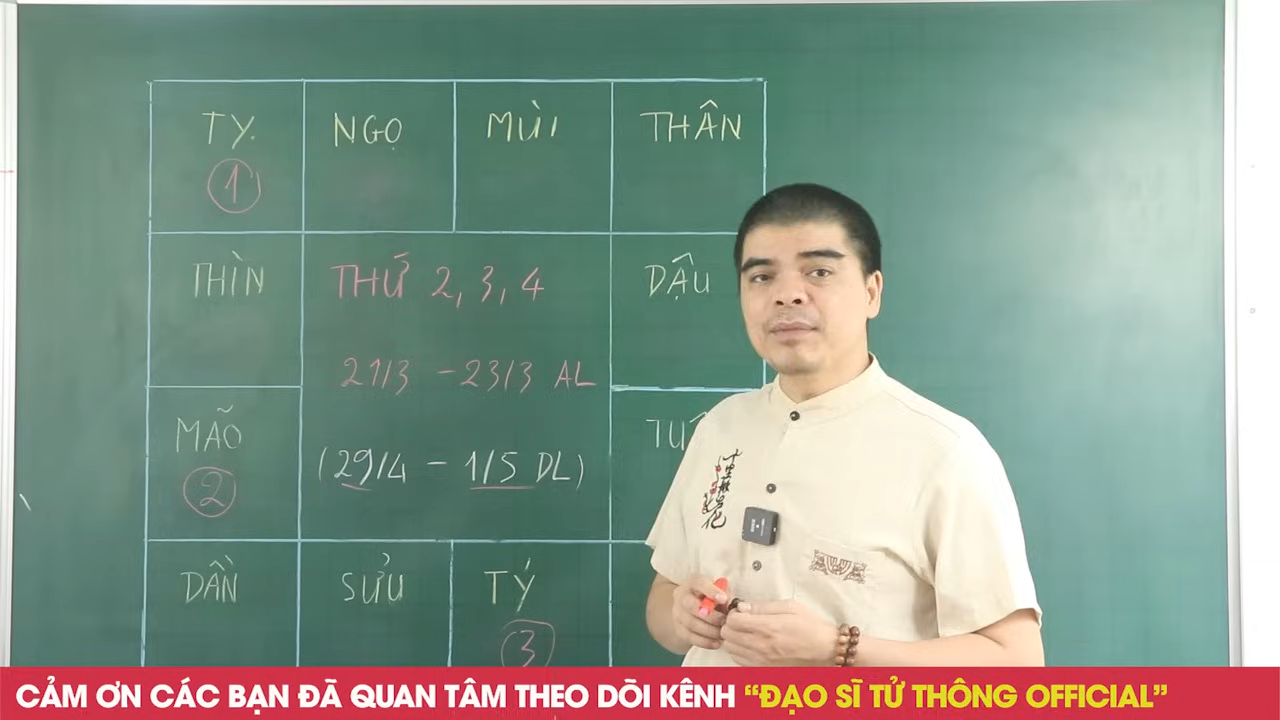 TỴ. NGỌ MÙI THÂN
1
THÌN THỨ 2, 3, 4 DẬU
21/3 - 23/3 AL
MÃO
2 (29/4 - 1/5 DL)
DẦN SỬU TÝ
3
CẢM ƠN CÁC BẠN ĐÃ QUAN TÂM THEO DÕI KÊNH “ĐẠO SĨ TỬ THÔNG OFFICIAL”